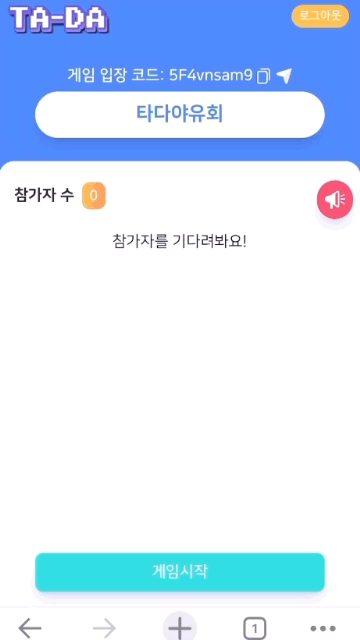 TA-DA
로그아웃
게임 입장 코드: 5F4vnsam9
타다야유회
참가자 수 0
참가자를 기다려봐요!
게임시작
1